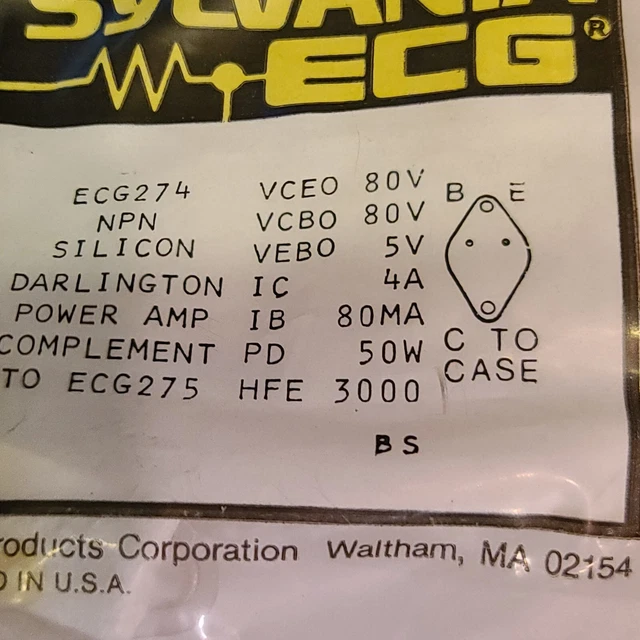 SYLVANIA
ECG®
ECG274 VCEO 80V B E
NPN VCBO 80V
SILICON VEBO 5V
DARLINGTON IC 4A
POWER AMP IB 80MA
COMPLEMENT PD 50W C TO
TO ECG275 HFE 3000 CASE
BS
roducts Corporation Waltham, MA 02154
D IN U.S.A.